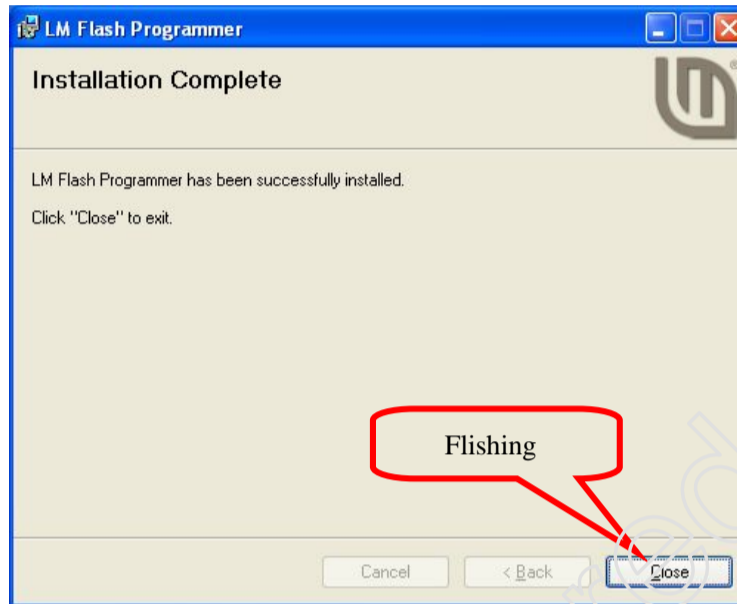 LM Flash Programmer
Installation Complete
LM Flash Programmer has been successfully installed.
Click "Close" to exit.
Flishing
Cancel
< Back
Close